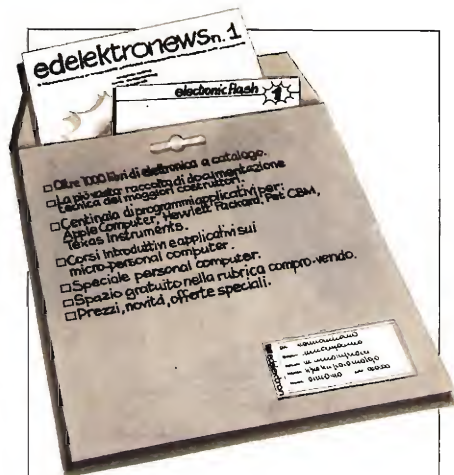 edelektronews n. 1
electronic flash 1
□ Oltre 1000 libri di elettronica a catalogo.
□ La più vasta raccolta di documentazione
tecnica dei maggiori costruttori.
□ Centinaia di programmi applicativi per:
Apple Computer, Hewlett Packard, Pet CBM,
Texas Instruments.
□ Corsi introduttivi e applicativi sui
micro-personal computer.
□ Speciale personal computer.
□ Spazio gratuito nella rubrica compro-vendo.
□ Prezzi, novità, offerte speciali.